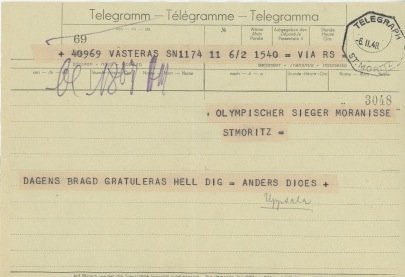 Telegramm — Télégramme — Telegramma
69
+ 40969 VÄSTERAS SN1174 11 6/2 1540 = VIA RS =
TELEGRAPH
-6.II.48
ST. MORITZ
3048
OLYMPISCHER SIEGER MORANISSE
STMORITZ =
DAGENS BRAGD GRATULERAS HELL DIG = ANDERS DIOES +
Uppsala